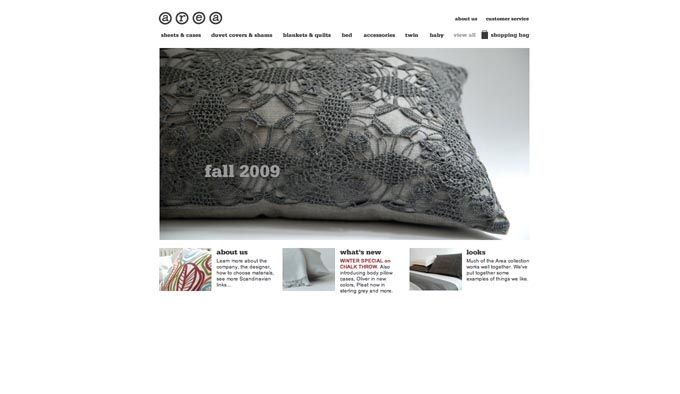 area
about us customer service
sheets & cases duvet covers & shams blankets & quilts bed accessories twin baby view all shopping bag
fall 2009
about us
Learn more about the
company, the designer,
how to choose materials,
see more Scandinavian
links...
what's new
WINTER SPECIAL on
CHALK THROW. Also
introducing body pillow
cases, Oliver in new
colors, Pleat now in
sterling grey and more.
looks
Much of the Area collection
works well together. We've
put together some
examples of things we like.